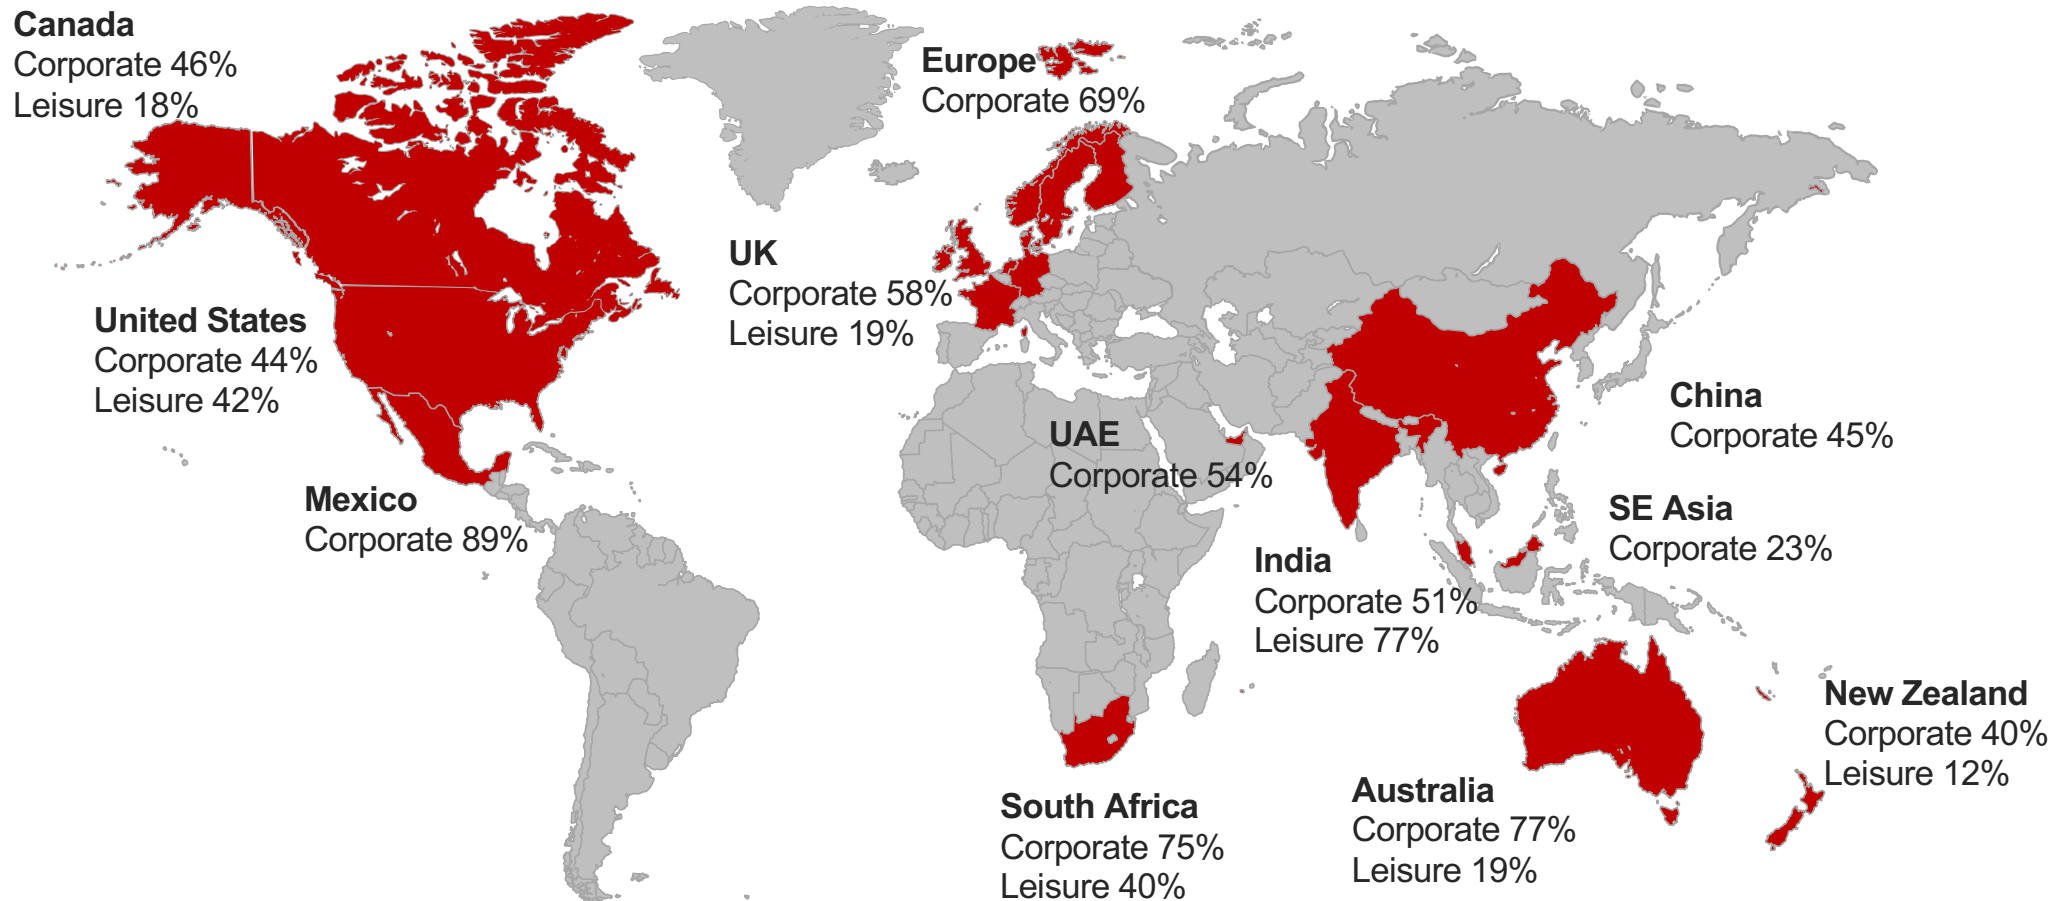 Canada
Corporate 46%
Leisure 18%
Europe
Corporate 69%
UK
Corporate 58%
Leisure 19%
United States
Corporate 44%
Leisure 42%
China
Corporate 45%
UAE
Corporate 54%
Mexico
Corporate 89%
SE Asia
Corporate 23%
India
Corporate 51%
Leisure 77%
New Zealand
Corporate 40%
Leisure 12%
South Africa
Corporate 75%
Leisure 40%
Australia
Corporate 77%
Leisure 19%